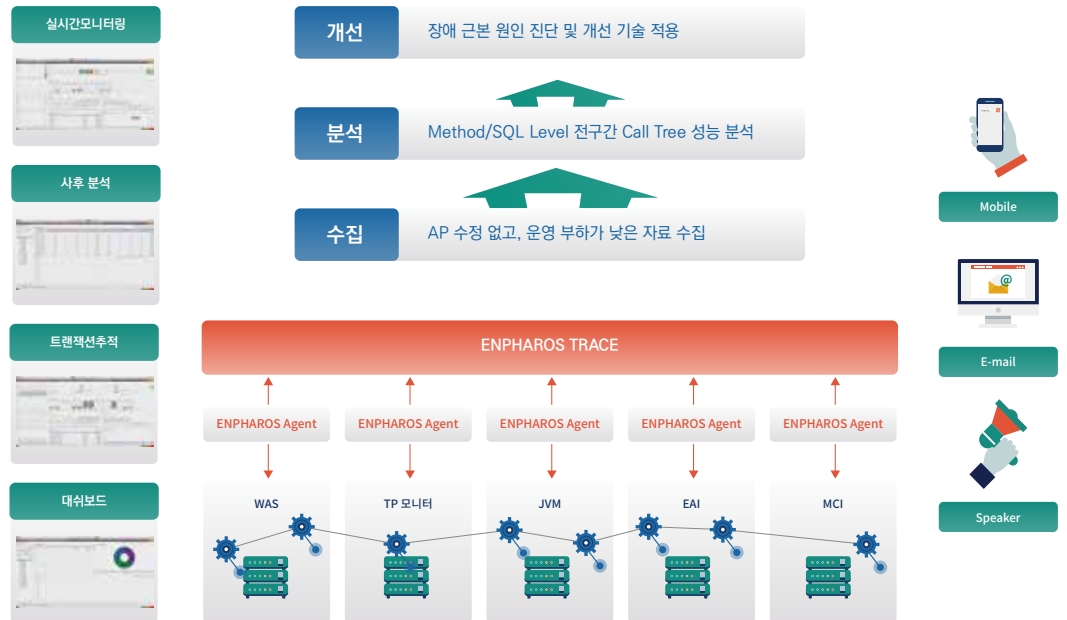 실시간모니터링
사후 분석
트랜잭션추적
대쉬보드
개선
장애 근본 원인 진단 및 개선 기술 적용
분석
Method/SQL Level 전구간 Call Tree 성능 분석
수집
AP 수정 없고, 운영 부하가 낮은 자료 수집
ENPHAROS TRACE
ENPHAROS Agent
ENPHAROS Agent
ENPHAROS Agent
ENPHAROS Agent
ENPHAROS Agent
WAS
TP 모니터
JVM
EAI
MCI
Mobile
@
E-mail
Speaker